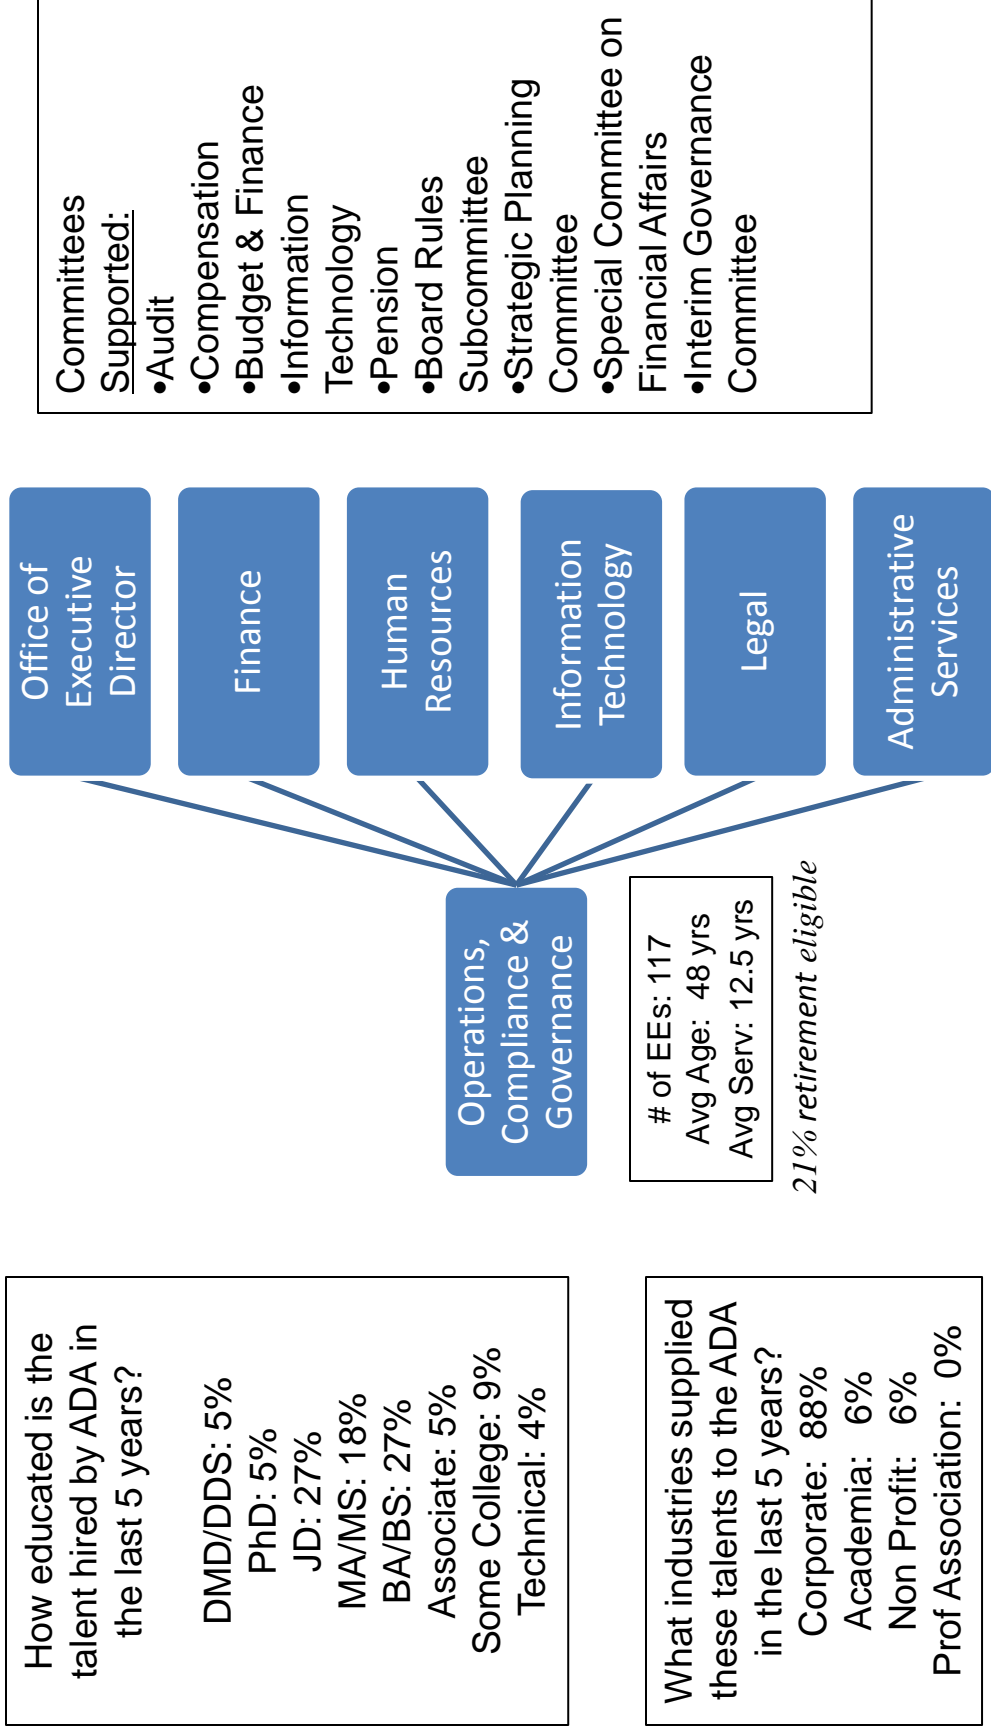 How educated is the
talent hired by ADA in
the last 5 years?
DMD/DDS: 5%
PhD: 5%
JD: 27%
MA/MS: 18%
BA/BS: 27%
Associate: 5%
Some College: 9%
Technical: 4%
What industries supplied
these talents to the ADA
in the last 5 years?
Corporate: 88%
Academia: 6%
Non Profit: 6%
Prof Association: 0%
Operations,
Compliance &
Governance
# of EEs: 117
Avg Age: 48 yrs
Avg Serv: 12.5 yrs
21% retirement eligible
Office of
Executive
Director
Finance
Human
Resources
Information
Technology
Legal
Administrative
Services
Committees
Supported:
•Audit
•Compensation
•Budget & Finance
•Information
Technology
•Pension
•Board Rules
Subcommittee
•Strategic Planning
Committee
•Special Committee on
Financial Affairs
•Interim Governance
Committee